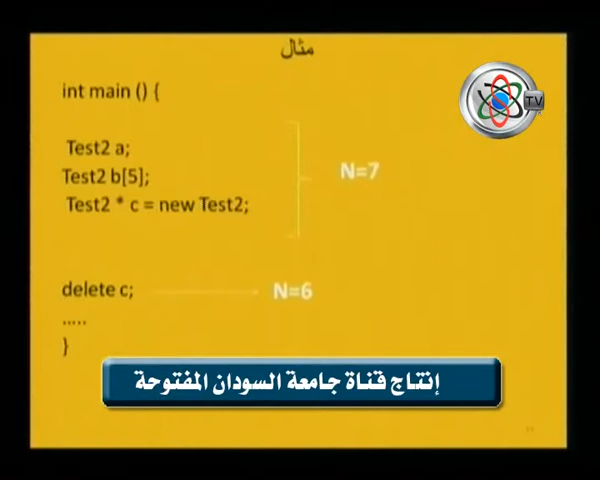 مثال
int main () {
Test2 a;
Test2 b[5];
Test2 * c = new Test2;
N=7
delete c;
N=6
.....
}
إنتاج قناة جامعة السودان المفتوحة
TV